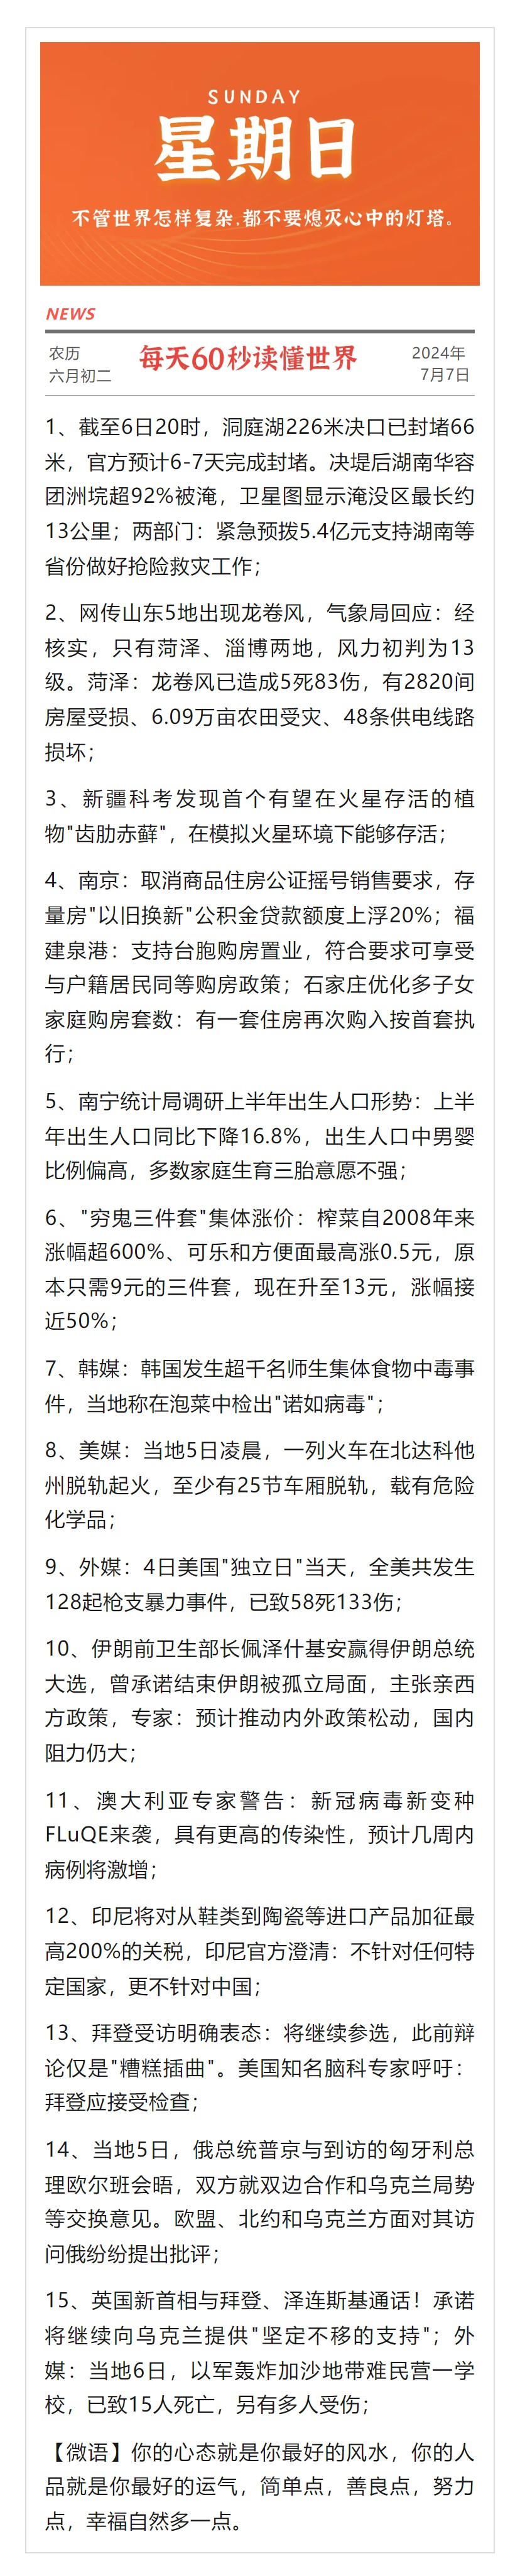 SUNDAY
星期日
不管世界怎样复杂,都不要熄灭心中的灯塔。
NEWS
农历
六月初二
每天60秒读懂世界
2024年
7月7日
1、截至6日20时，洞庭湖226米决口已封堵66
米，官方预计6-7天完成封堵。决堤后湖南华容
团洲垸超92%被淹，卫星图显示淹没区最长约
13公里；两部门：紧急预拨5.4亿元支持湖南等
省份做好抢险救灾工作；
2、网传山东5地出现龙卷风，气象局回应：经
核实，只有菏泽、淄博两地，风力初判为13
级。菏泽：龙卷风已造成5死83伤，有2820间
房屋受损、6.09万亩农田受灾、48条供电线路
损坏；
3、新疆科考发现首个有望在火星存活的植
物"齿肋赤藓"，在模拟火星环境下能够存活；
4、南京：取消商品住房公证摇号销售要求，存
量房"以旧换新"公积金贷款额度上浮20%；福
建泉港：支持台胞购房置业，符合要求可享受
与户籍居民同等购房政策；石家庄优化多子女
家庭购房套数：有一套住房再次购入按首套执
行；
5、南宁统计局调研上半年出生人口形势：上半
年出生人口同比下降16.8%，出生人口中男婴
比例偏高，多数家庭生育三胎意愿不强；
6、"穷鬼三件套"集体涨价：榨菜自2008年来
涨幅超600%、可乐和方便面最高涨0.5元，原
本只需9元的三件套，现在升至13元，涨幅接
近50%；
7、韩媒：韩国发生超千名师生集体食物中毒事
件，当地称在泡菜中检出"诺如病毒"；
8、美媒：当地5日凌晨，一列火车在北达科他
州脱轨起火，至少有25节车厢脱轨，载有危险
化学品；
9、外媒：4日美国"独立日"当天，全美共发生
128起枪支暴力事件，已致58死133伤；
10、伊朗前卫生部长佩泽什基安赢得伊朗总统
大选，曾承诺结束伊朗被孤立局面，主张亲西
方政策，专家：预计推动内外政策松动，国内
阻力仍大；
11、澳大利亚专家警告：新冠病毒新变种
FLuQE来袭，具有更高的传染性，预计几周内
病例将激增；
12、印尼将对从鞋类到陶瓷等进口产品加征最
高200%的关税，印尼官方澄清：不针对任何特
定国家，更不针对中国；
13、拜登受访明确表态：将继续参选，此前辩
论仅是"糟糕插曲"。美国知名脑科专家呼吁：
拜登应接受检查；
14、当地5日，俄总统普京与到访的匈牙利总
理欧尔班会晤，双方就双边合作和乌克兰局势
等交换意见。欧盟、北约和乌克兰方面对其访
问俄纷纷提出批评；
15、英国新首相与拜登、泽连斯基通话！承诺
将继续向乌克兰提供"坚定不移的支持"；外
媒：当地6日，以军轰炸加沙地带难民营一学
校，已致15人死亡，另有多人受伤；
【微语】你的心态就是你最好的风水，你的人
品就是你最好的运气，简单点，善良点，努力
点，幸福自然多一点。